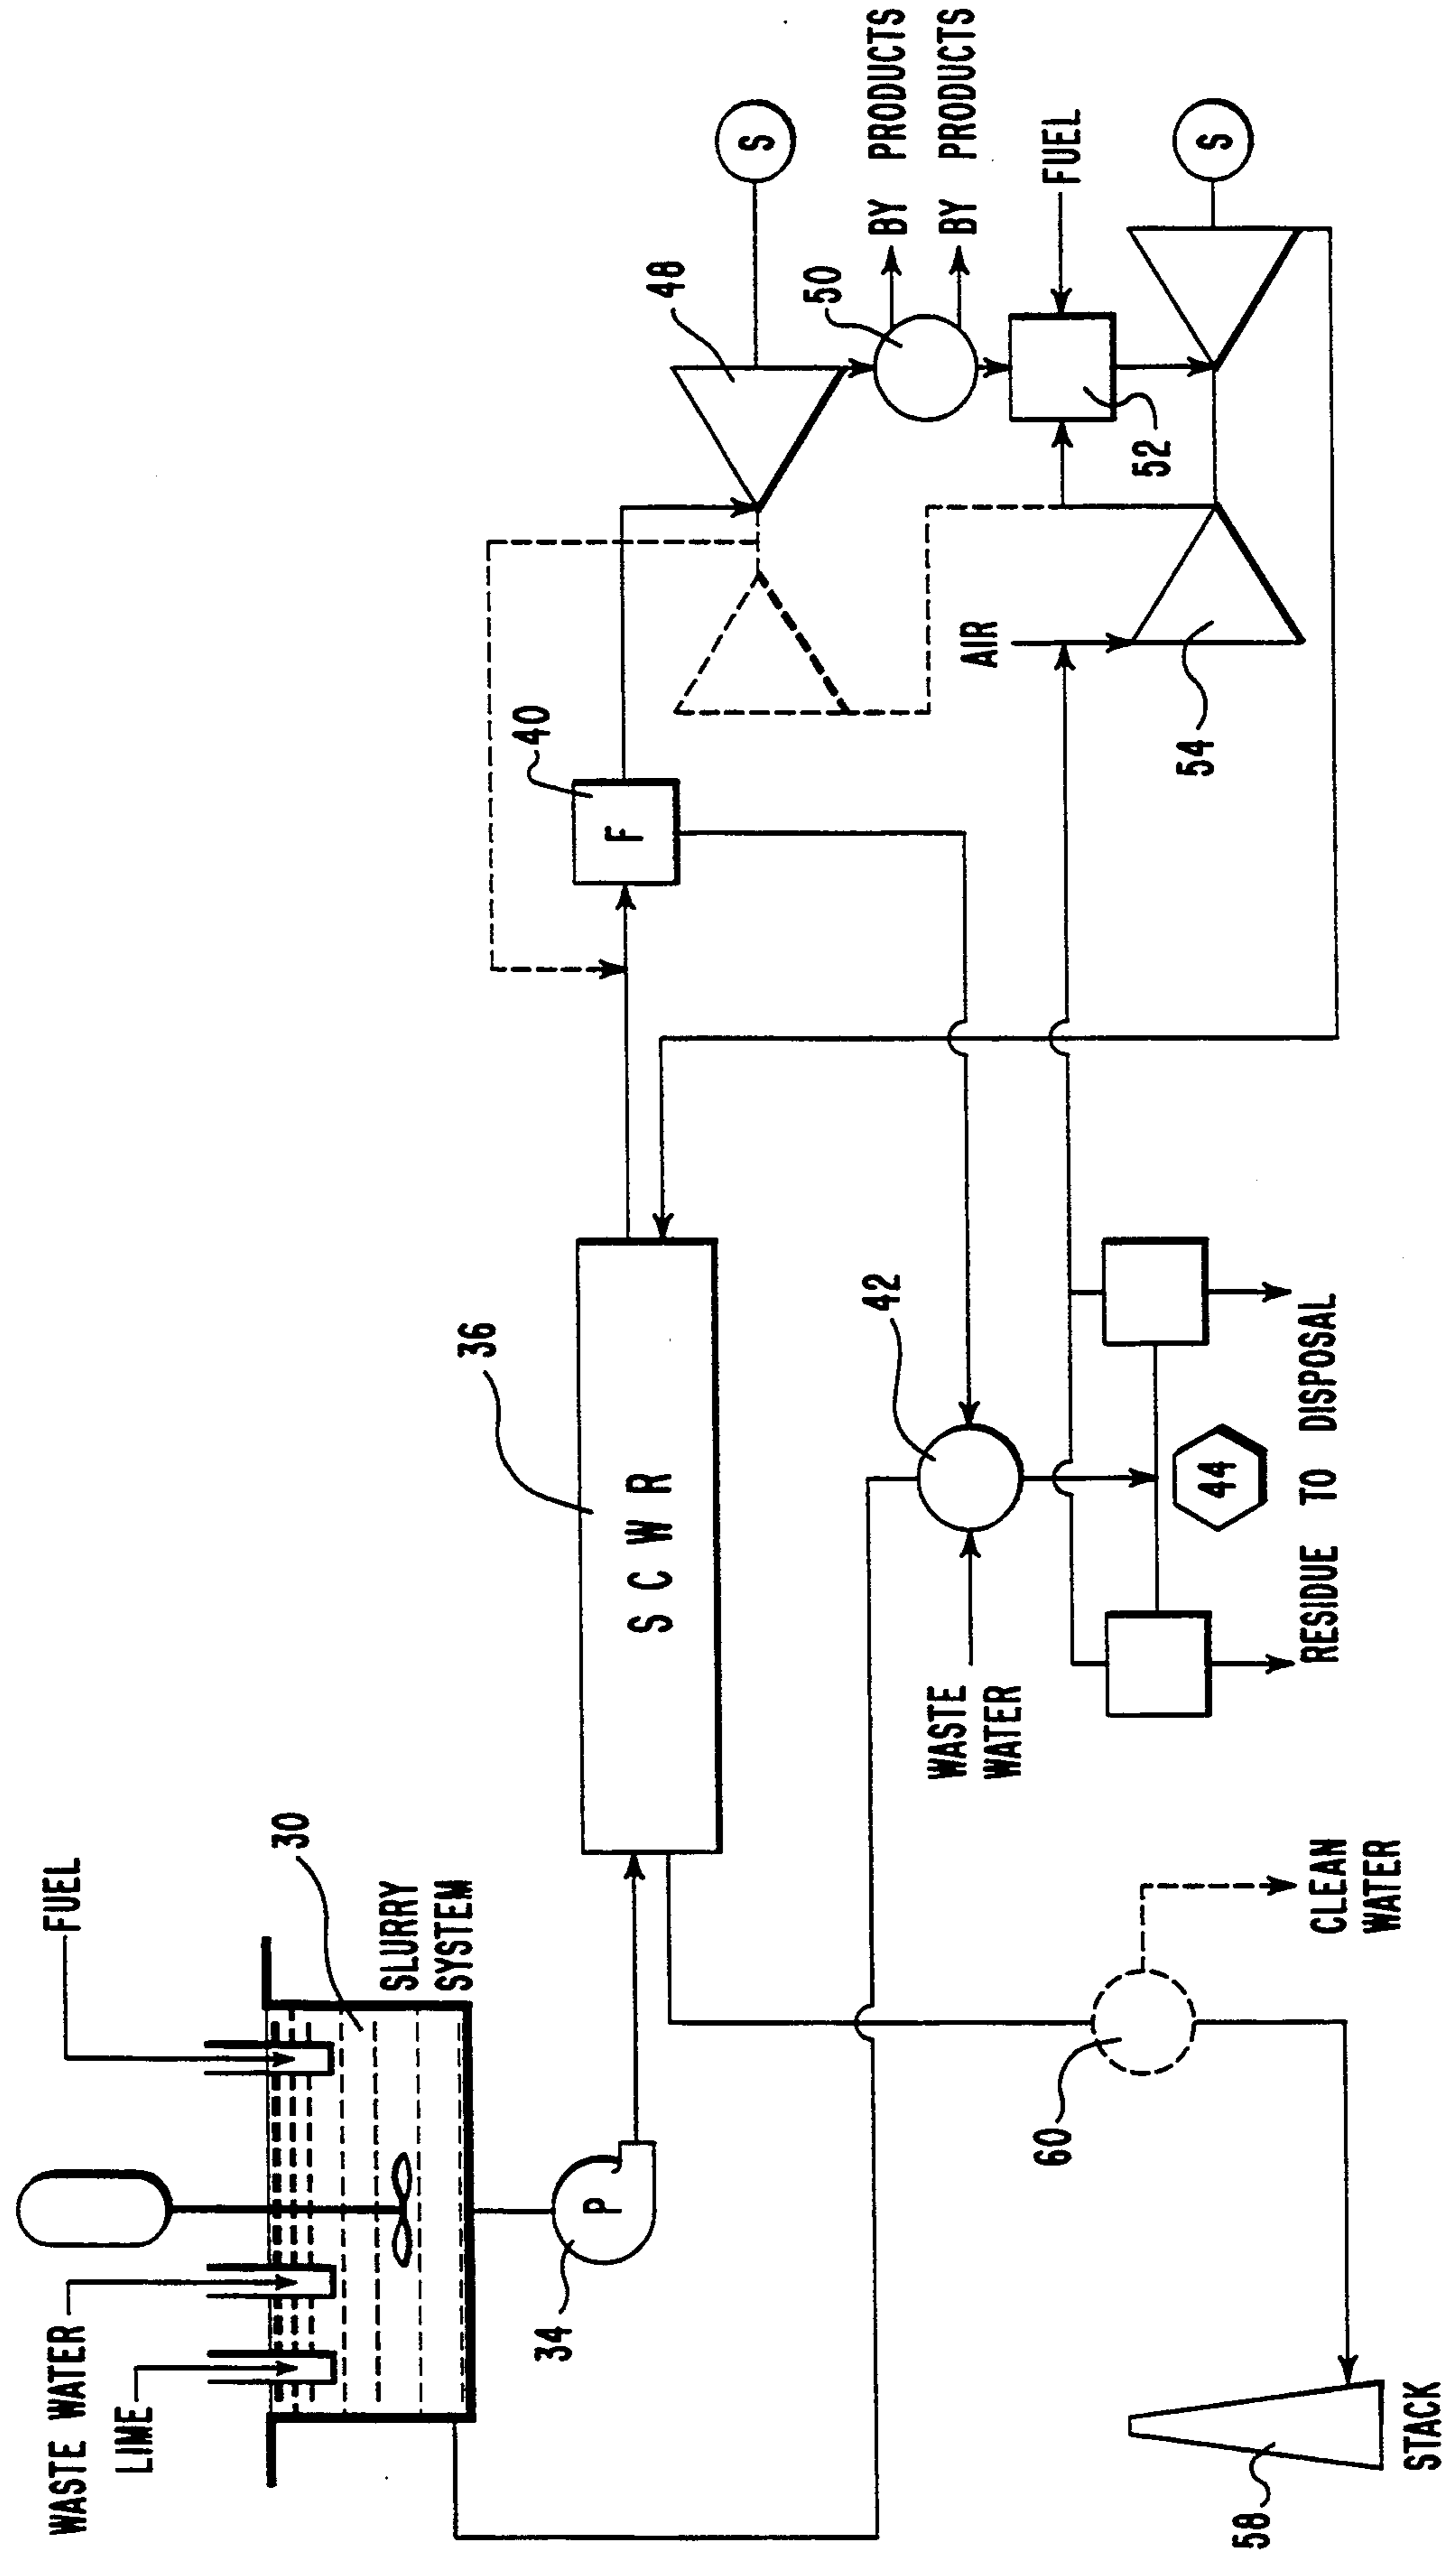 FUEL
WASTE WATER
LIME
30
SLURRY
SYSTEM
34
P
36
S C W R
40
F
48
S
50
BY PRODUCTS
BY PRODUCTS
FUEL
52
S
AIR
54
42
WASTE
WATER
44
RESIDUE TO DISPOSAL
60
CLEAN
WATER
58
STACK